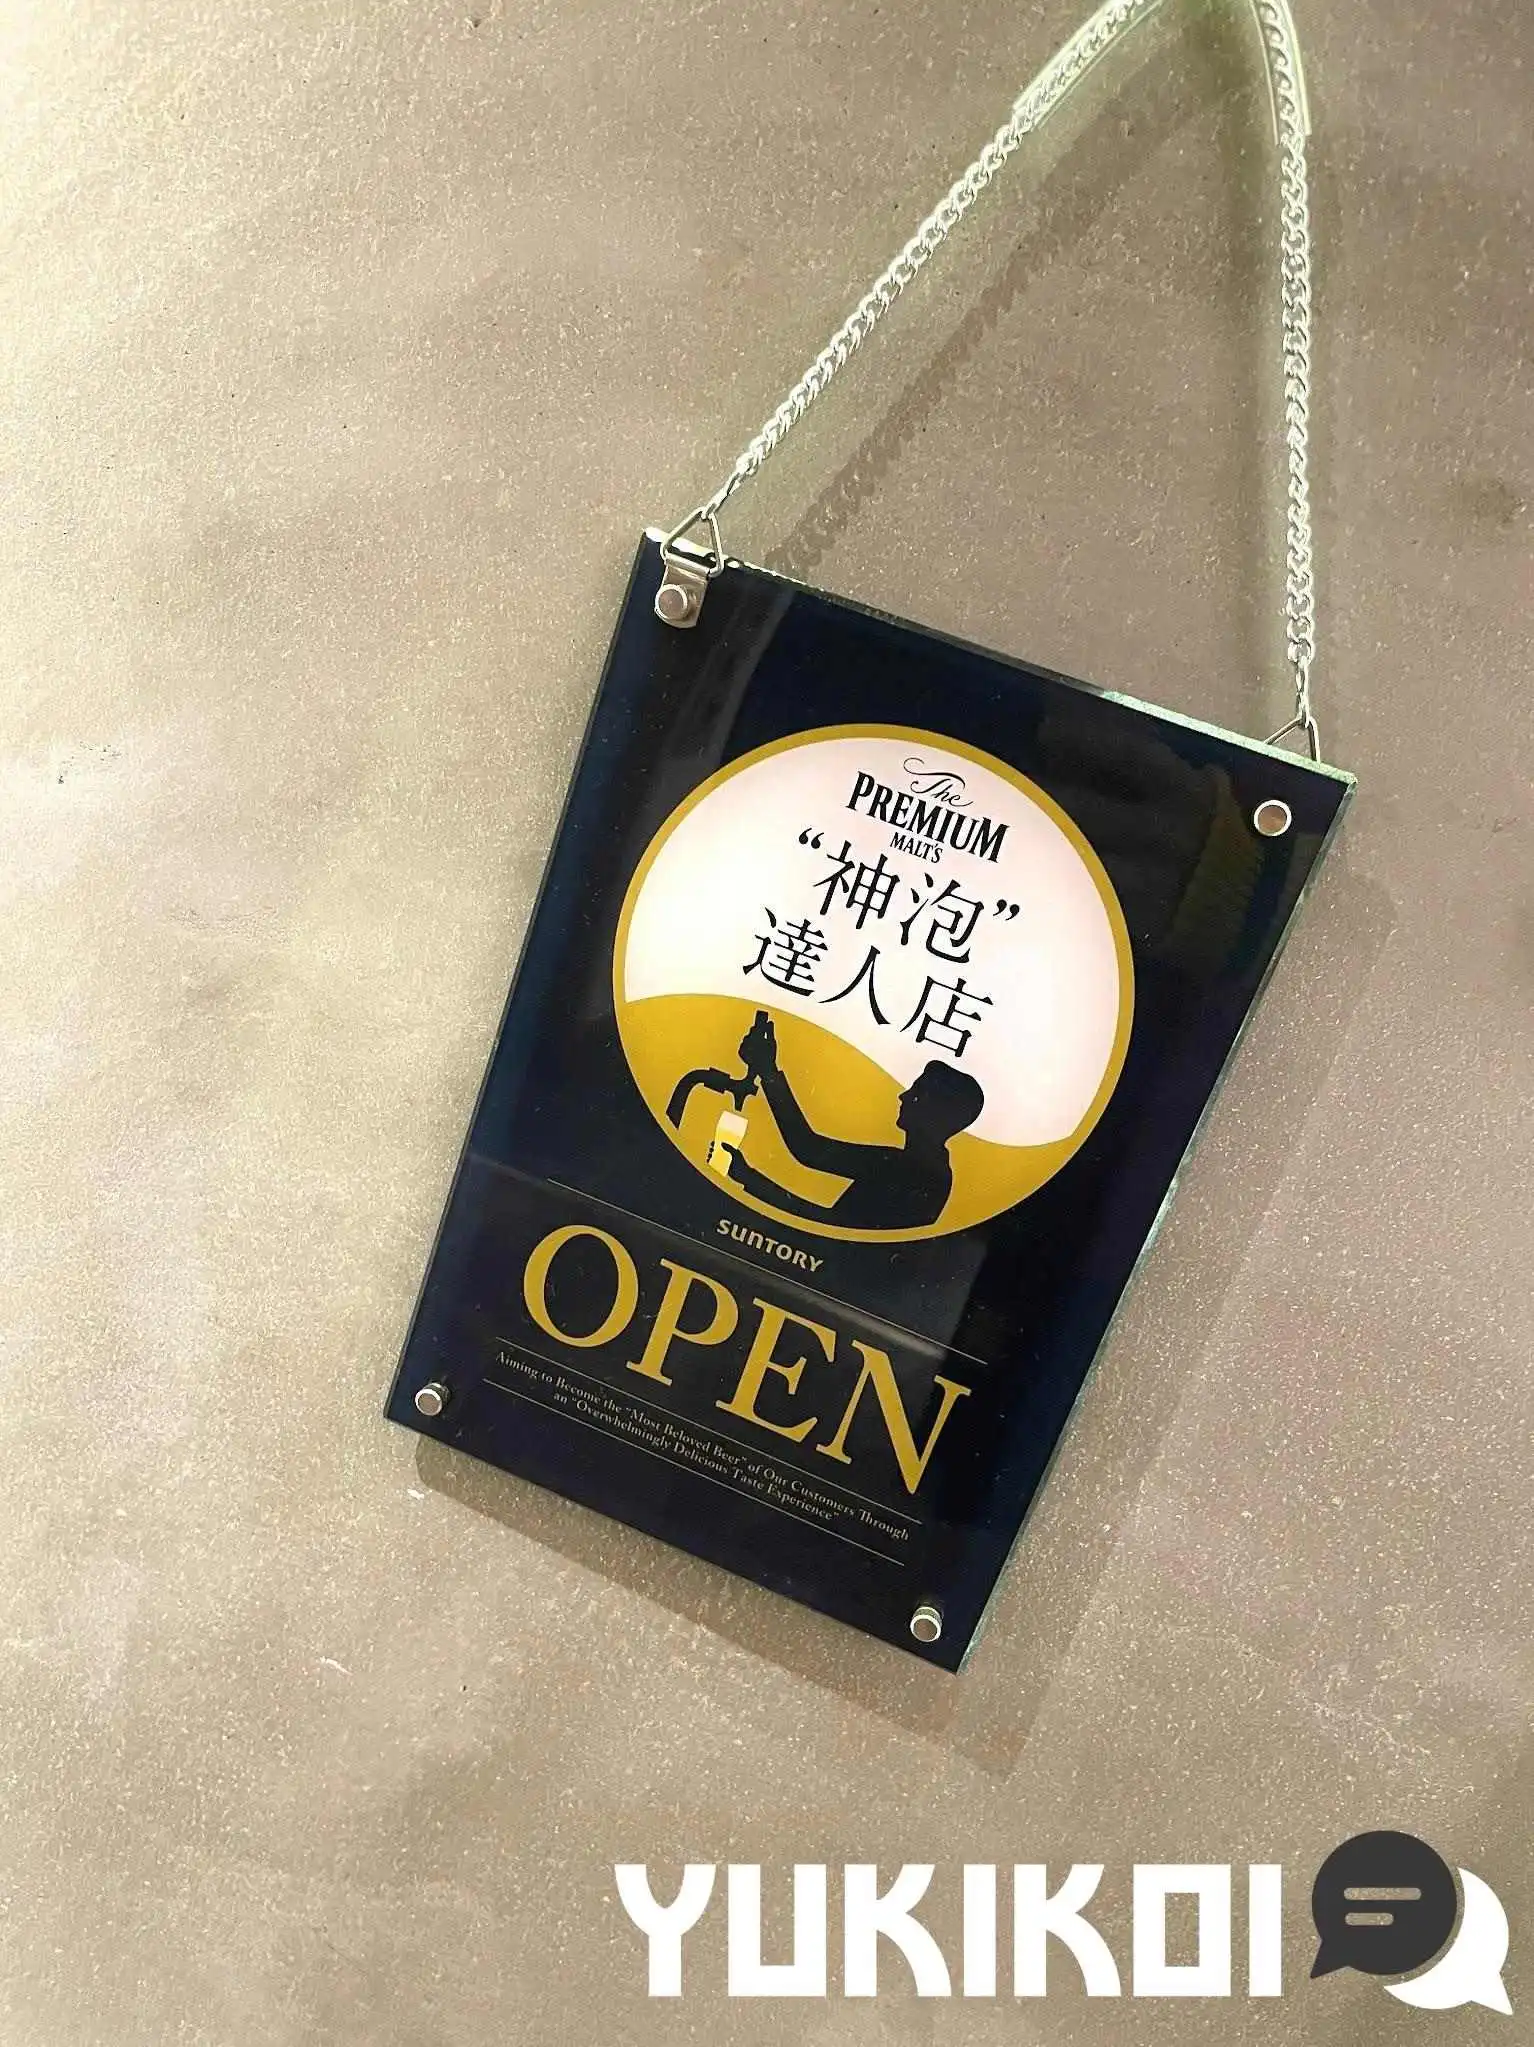 The
PREMIUM
MALT'S
“神泡”
達人店
SUNTORY
OPEN
Aiming to Become the "Most Beloved Beer" of Our Customers Through
an "Overwhelmingly Delicious Taste Experience"
YUKIKOI